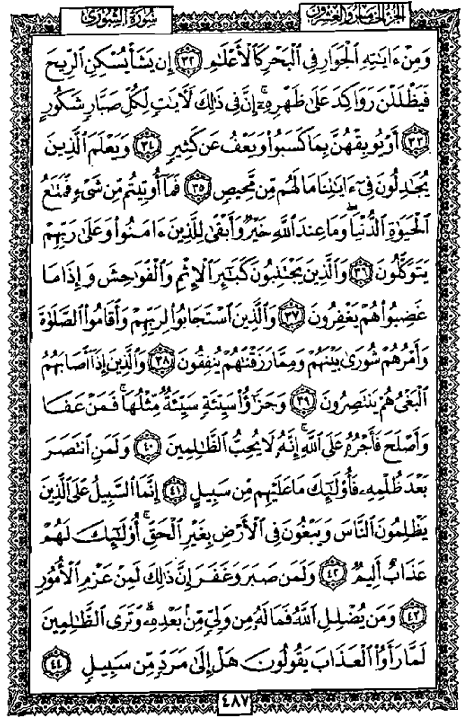 الجزء الخامس والعشرون
سورة الشورى
وَمِنْ ءَايَٰتِهِ ٱلْجَوَارِ فِى ٱلْبَحْرِ كَٱلْأَعْلَٰمِ ٣٢ إِن يَشَأْ يُسْكِنِ ٱلرِّيحَ
فَيَظْلَلْنَ رَوَاكِدَ عَلَىٰ ظَهْرِهِۦٓ إِنَّ فِى ذَٰلِكَ لَءَايَٰتٍ لِّكُلِّ صَبَّارٍ شَكُورٍ
٣٣ أَوْ يُوبِقْهُنَّ بِمَا كَسَبُوا۟ وَيَعْفُ عَن كَثِيرٍ ٣٤ وَيَعْلَمَ ٱلَّذِينَ
يُجَٰدِلُونَ فِىٓ ءَايَٰتِنَا مَا لَهُم مِّن مَّحِيصٍ ٣٥ فَمَآ أُوتِيتُم مِّن شَىْءٍ فَمَتَٰعُ
ٱلْحَيَوٰةِ ٱلدُّنْيَا وَمَا عِندَ ٱللَّهِ خَيْرٌ وَأَبْقَىٰ لِلَّذِينَ ءَامَنُوا۟ وَعَلَىٰ رَبِّهِمْ
يَتَوَكَّلُونَ ٣٦ وَٱلَّذِينَ يَجْتَنِبُونَ كَبَٰٓئِرَ ٱلْإِثْمِ وَٱلْفَوَٰحِشَ وَإِذَا مَا
غَضِبُوا۟ هُمْ يَغْفِرُونَ ٣٧ وَٱلَّذِينَ ٱسْتَجَابُوا۟ لِرَبِّهِمْ وَأَقَامُوا۟ ٱلصَّلَوٰةَ
وَأَمْرُهُمْ شُورَىٰ بَيْنَهُمْ وَمِمَّا رَزَقْنَٰهُمْ يُنفِقُونَ ٣٨ وَٱلَّذِينَ إِذَآ أَصَابَهُمُ
ٱلْبَغْىُ هُمْ يَنتَصِرُونَ ٣٩ وَجَزَٰٓؤُا۟ سَيِّئَةٍ سَيِّئَةٌ مِّثْلُهَا فَمَنْ عَفَا
وَأَصْلَحَ فَأَجْرُهُۥ عَلَى ٱللَّهِ إِنَّهُۥ لَا يُحِبُّ ٱلظَّٰلِمِينَ ٤٠ وَلَمَنِ ٱنتَصَرَ
بَعْدَ ظُلْمِهِۦ فَأُو۟لَٰٓئِكَ مَا عَلَيْهِم مِّن سَبِيلٍ ٤١ إِنَّمَا ٱلسَّبِيلُ عَلَى ٱلَّذِينَ
يَظْلِمُونَ ٱلنَّاسَ وَيَبْغُونَ فِى ٱلْأَرْضِ بِغَيْرِ ٱلْحَقِّ أُو۟لَٰٓئِكَ لَهُمْ
عَذَابٌ أَلِيمٌ ٤٢ وَلَمَن صَبَرَ وَغَفَرَ إِنَّ ذَٰلِكَ لَمِنْ عَزْمِ ٱلْأُمُورِ
٤٣ وَمَن يُضْلِلِ ٱللَّهُ فَمَا لَهُۥ مِن وَلِىٍّ مِّنۢ بَعْدِهِۦ وَتَرَى ٱلظَّٰلِمِينَ
لَمَّا رَأَوُا۟ ٱلْعَذَابَ يَقُولُونَ هَلْ إِلَىٰ مَرَدٍّ مِّن سَبِيلٍ ٤٤
٤٨٧